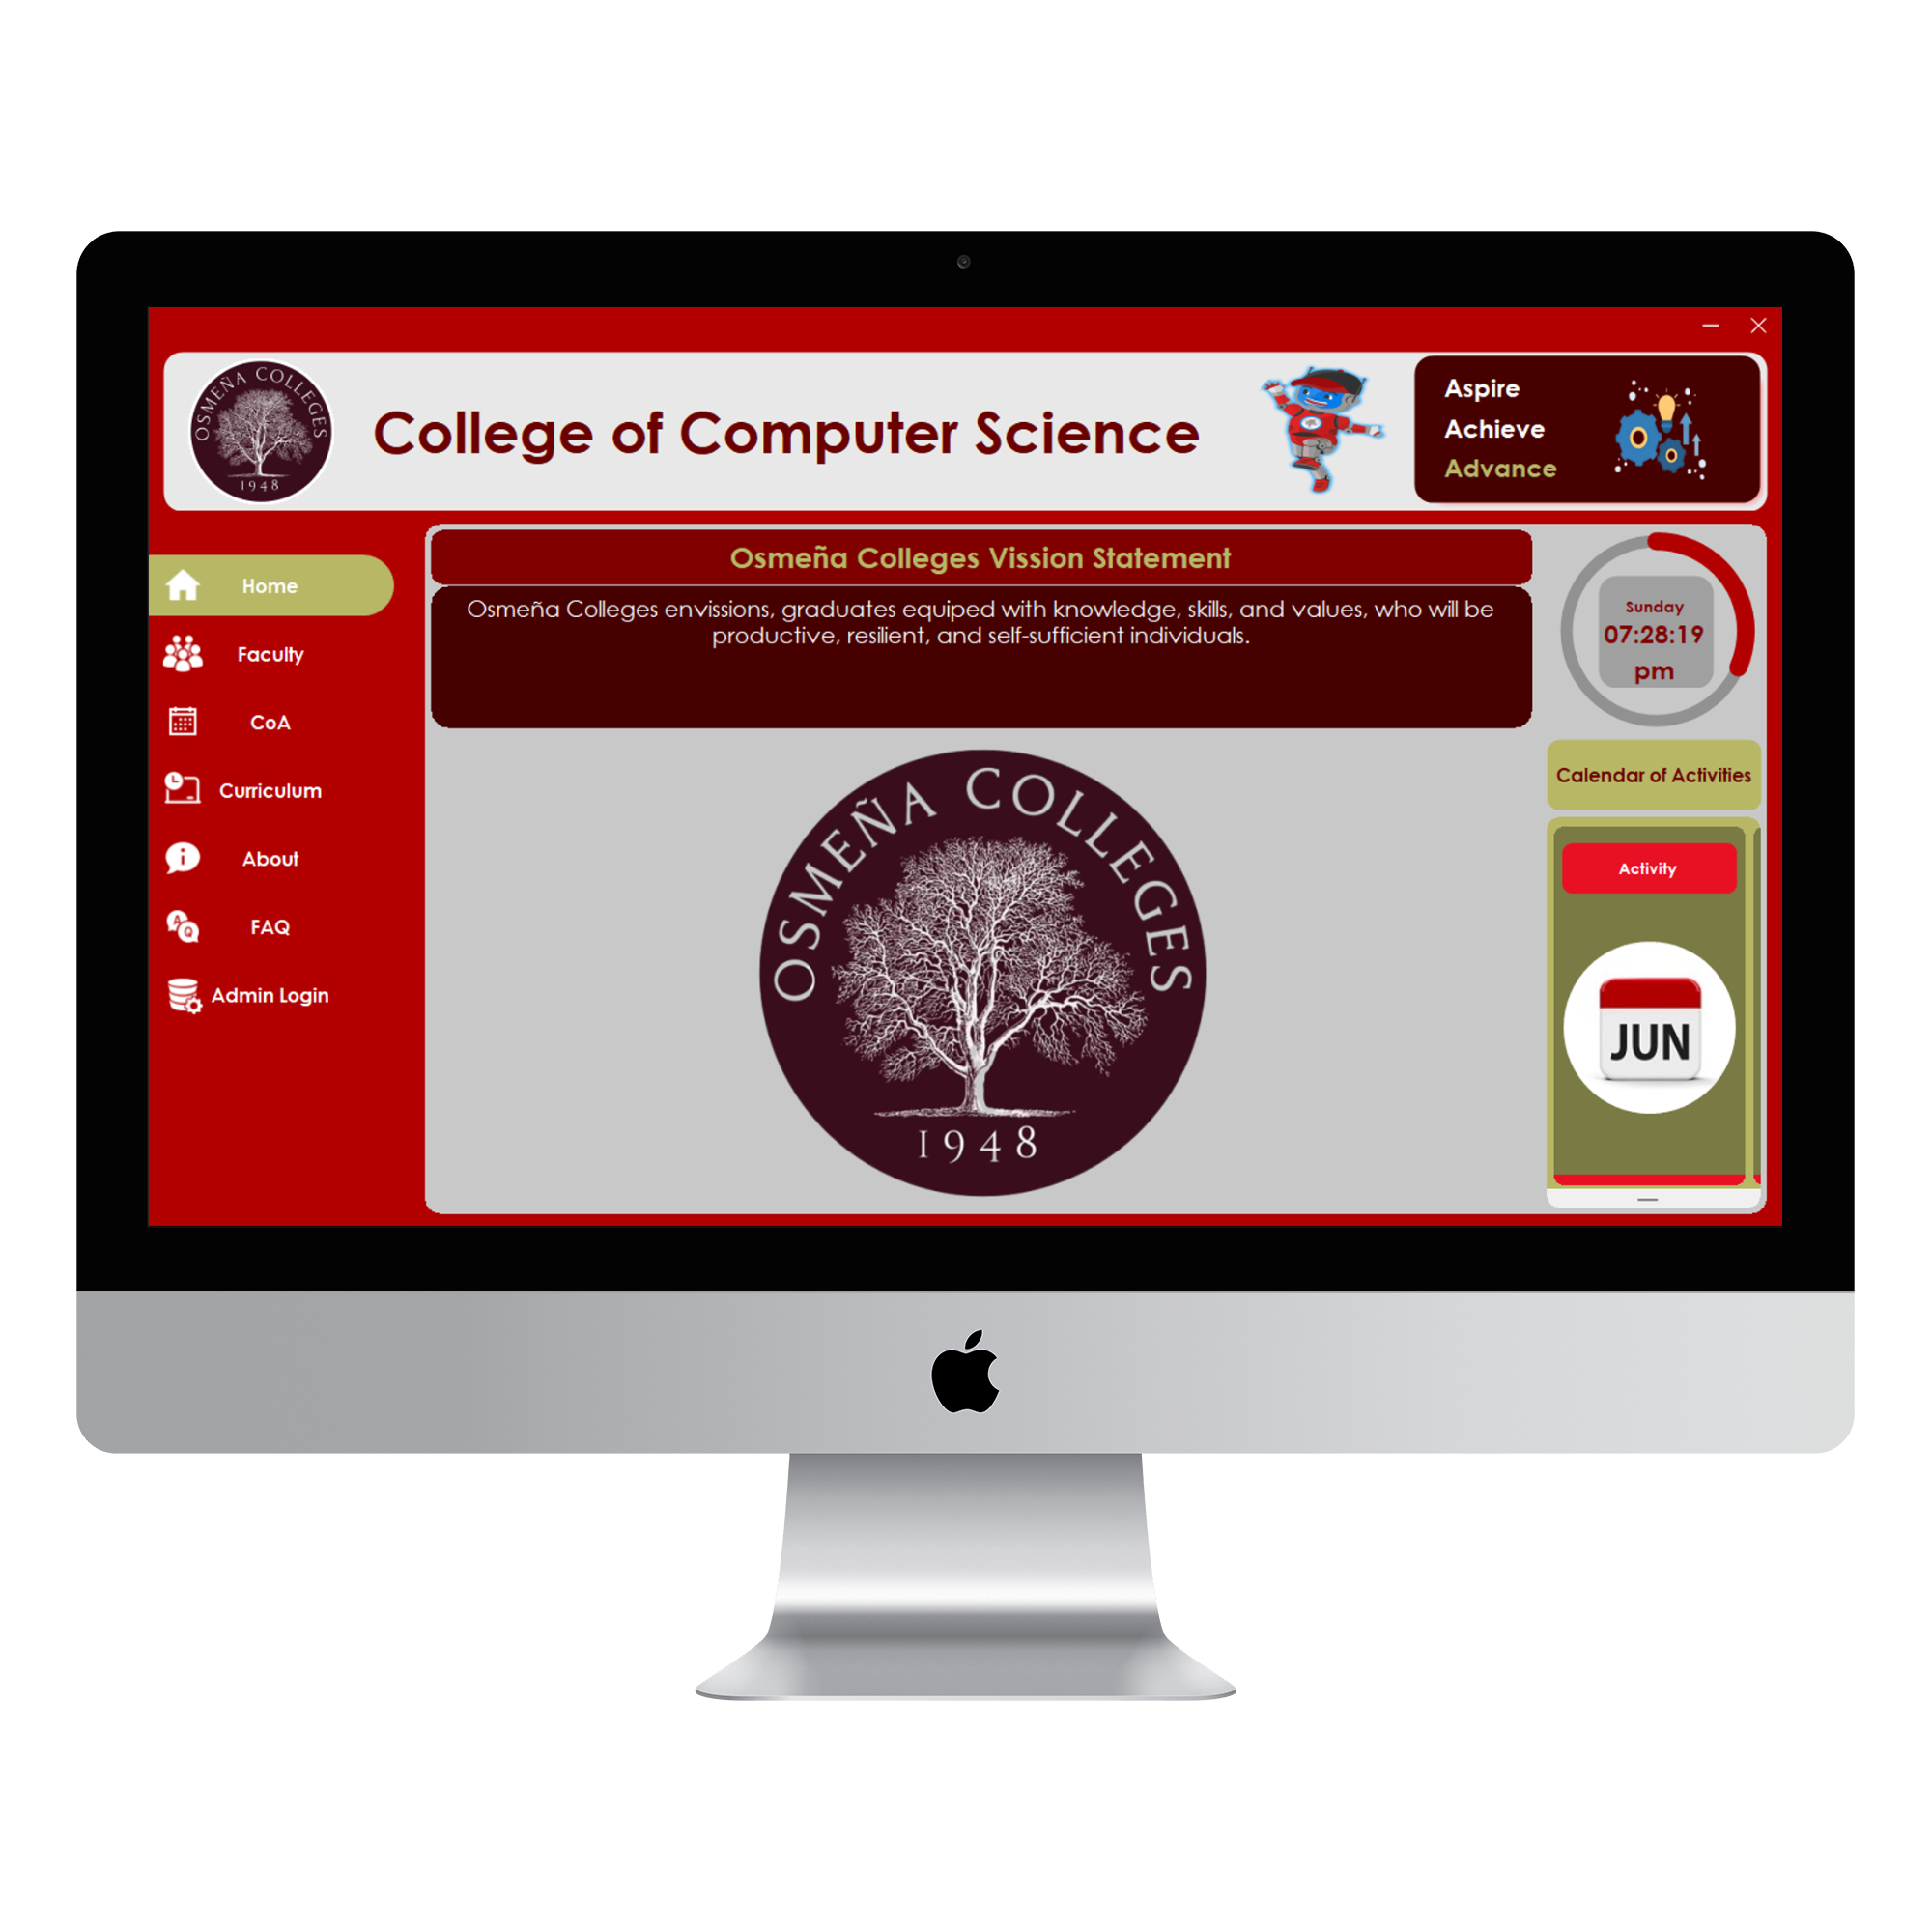 OSMEÑA COLLEGES
1948
College of Computer Science
Aspire
Achieve
Advance
Home
Faculty
CoA
Curriculum
About
FAQ
Admin Login
Osmeña Colleges Vission Statement
Osmeña Colleges envissions, graduates equiped with knowledge, skills, and values, who will be
productive, resilient, and self-sufficient individuals.
OSMEÑA COLLEGES
1948
Sunday
07:28:19
pm
Calendar of Activities
Activity
JUN